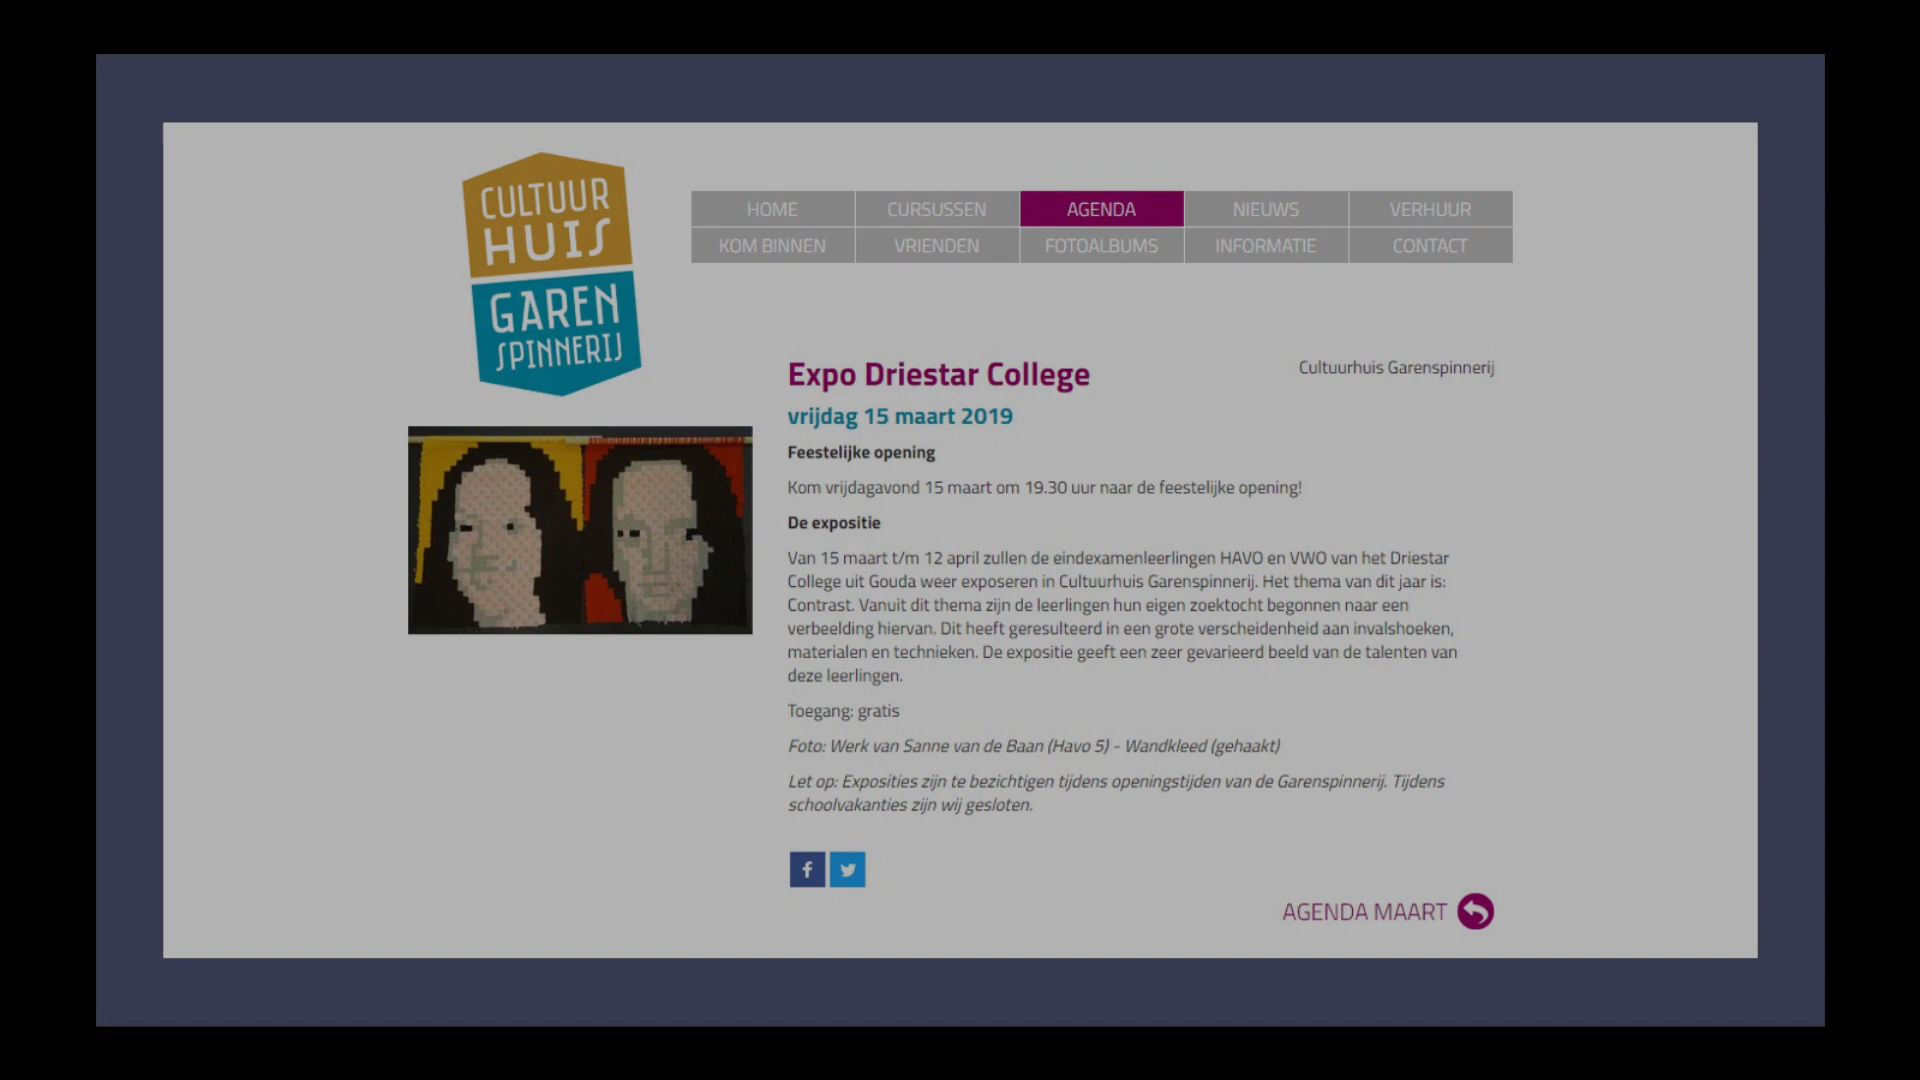 CULTUUR
HUIS
GAREN
SPINNERIJ
HOME CURSUSSEN AGENDA NIEUWS VERHUUR
KOM BINNEN VRIENDEN FOTOALBUMS INFORMATIE CONTACT
Expo Driestar College
Cultuurhuis Garenspinnerij
vrijdag 15 maart 2019
Feestelijke opening
Kom vrijdagavond 15 maart om 19.30 uur naar de feestelijke opening!
De expositie
Van 15 maart t/m 12 april zullen de eindexamenleerlingen HAVO en VWO van het Driestar
College uit Gouda weer exposeren in Cultuurhuis Garenspinnerij. Het thema van dit jaar is:
Contrast. Vanuit dit thema zijn de leerlingen hun eigen zoektocht begonnen naar een
verbeelding hiervan. Dit heeft geresulteerd in een grote verscheidenheid aan invalshoeken,
materialen en technieken. De expositie geeft een zeer gevarieerd beeld van de talenten van
deze leerlingen.
Toegang: gratis
Foto: Werk van Sanne van de Baan (Havo 5) - Wandkleed (gehaakt)
Let op: Exposities zijn te bezichtigen tijdens openingstijden van de Garenspinnerij. Tijdens
schoolvakanties zijn wij gesloten.
AGENDA MAART